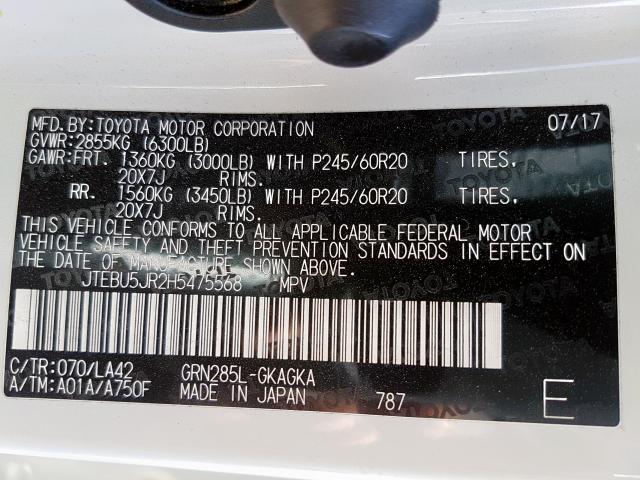 MFD.BY:TOYOTA MOTOR CORPORATION 07/17
GVWR:2855KG (6300LB)
GAWR:FRT. 1360KG (3000LB) WITH P245/60R20 TIRES,
20X7J RIMS.
RR. 1560KG (3450LB) WITH P245/60R20 TIRES,
20X7J RIMS.
THIS VEHICLE CONFORMS TO ALL APPLICABLE FEDERAL MOTOR
VEHICLE SAFETY AND THEFT PREVENTION STANDARDS IN EFFECT ON
THE DATE OF MANUFACTURE SHOWN ABOVE.
JTEBU5JR2H5475568 MPV
C/TR:070/LA42 GRN285L-GKAGKA
A/TM:A01A/A750F MADE IN JAPAN 787 E